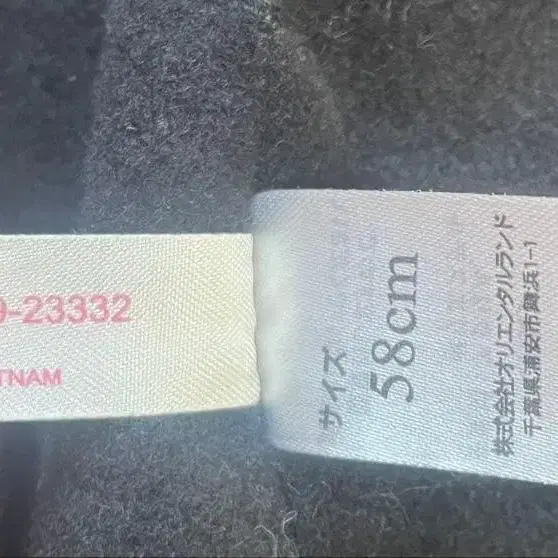 9-23332
TNAM
サイズ
58cm
株式会社オリエンタルランド
千葉県浦安市舞浜1-1